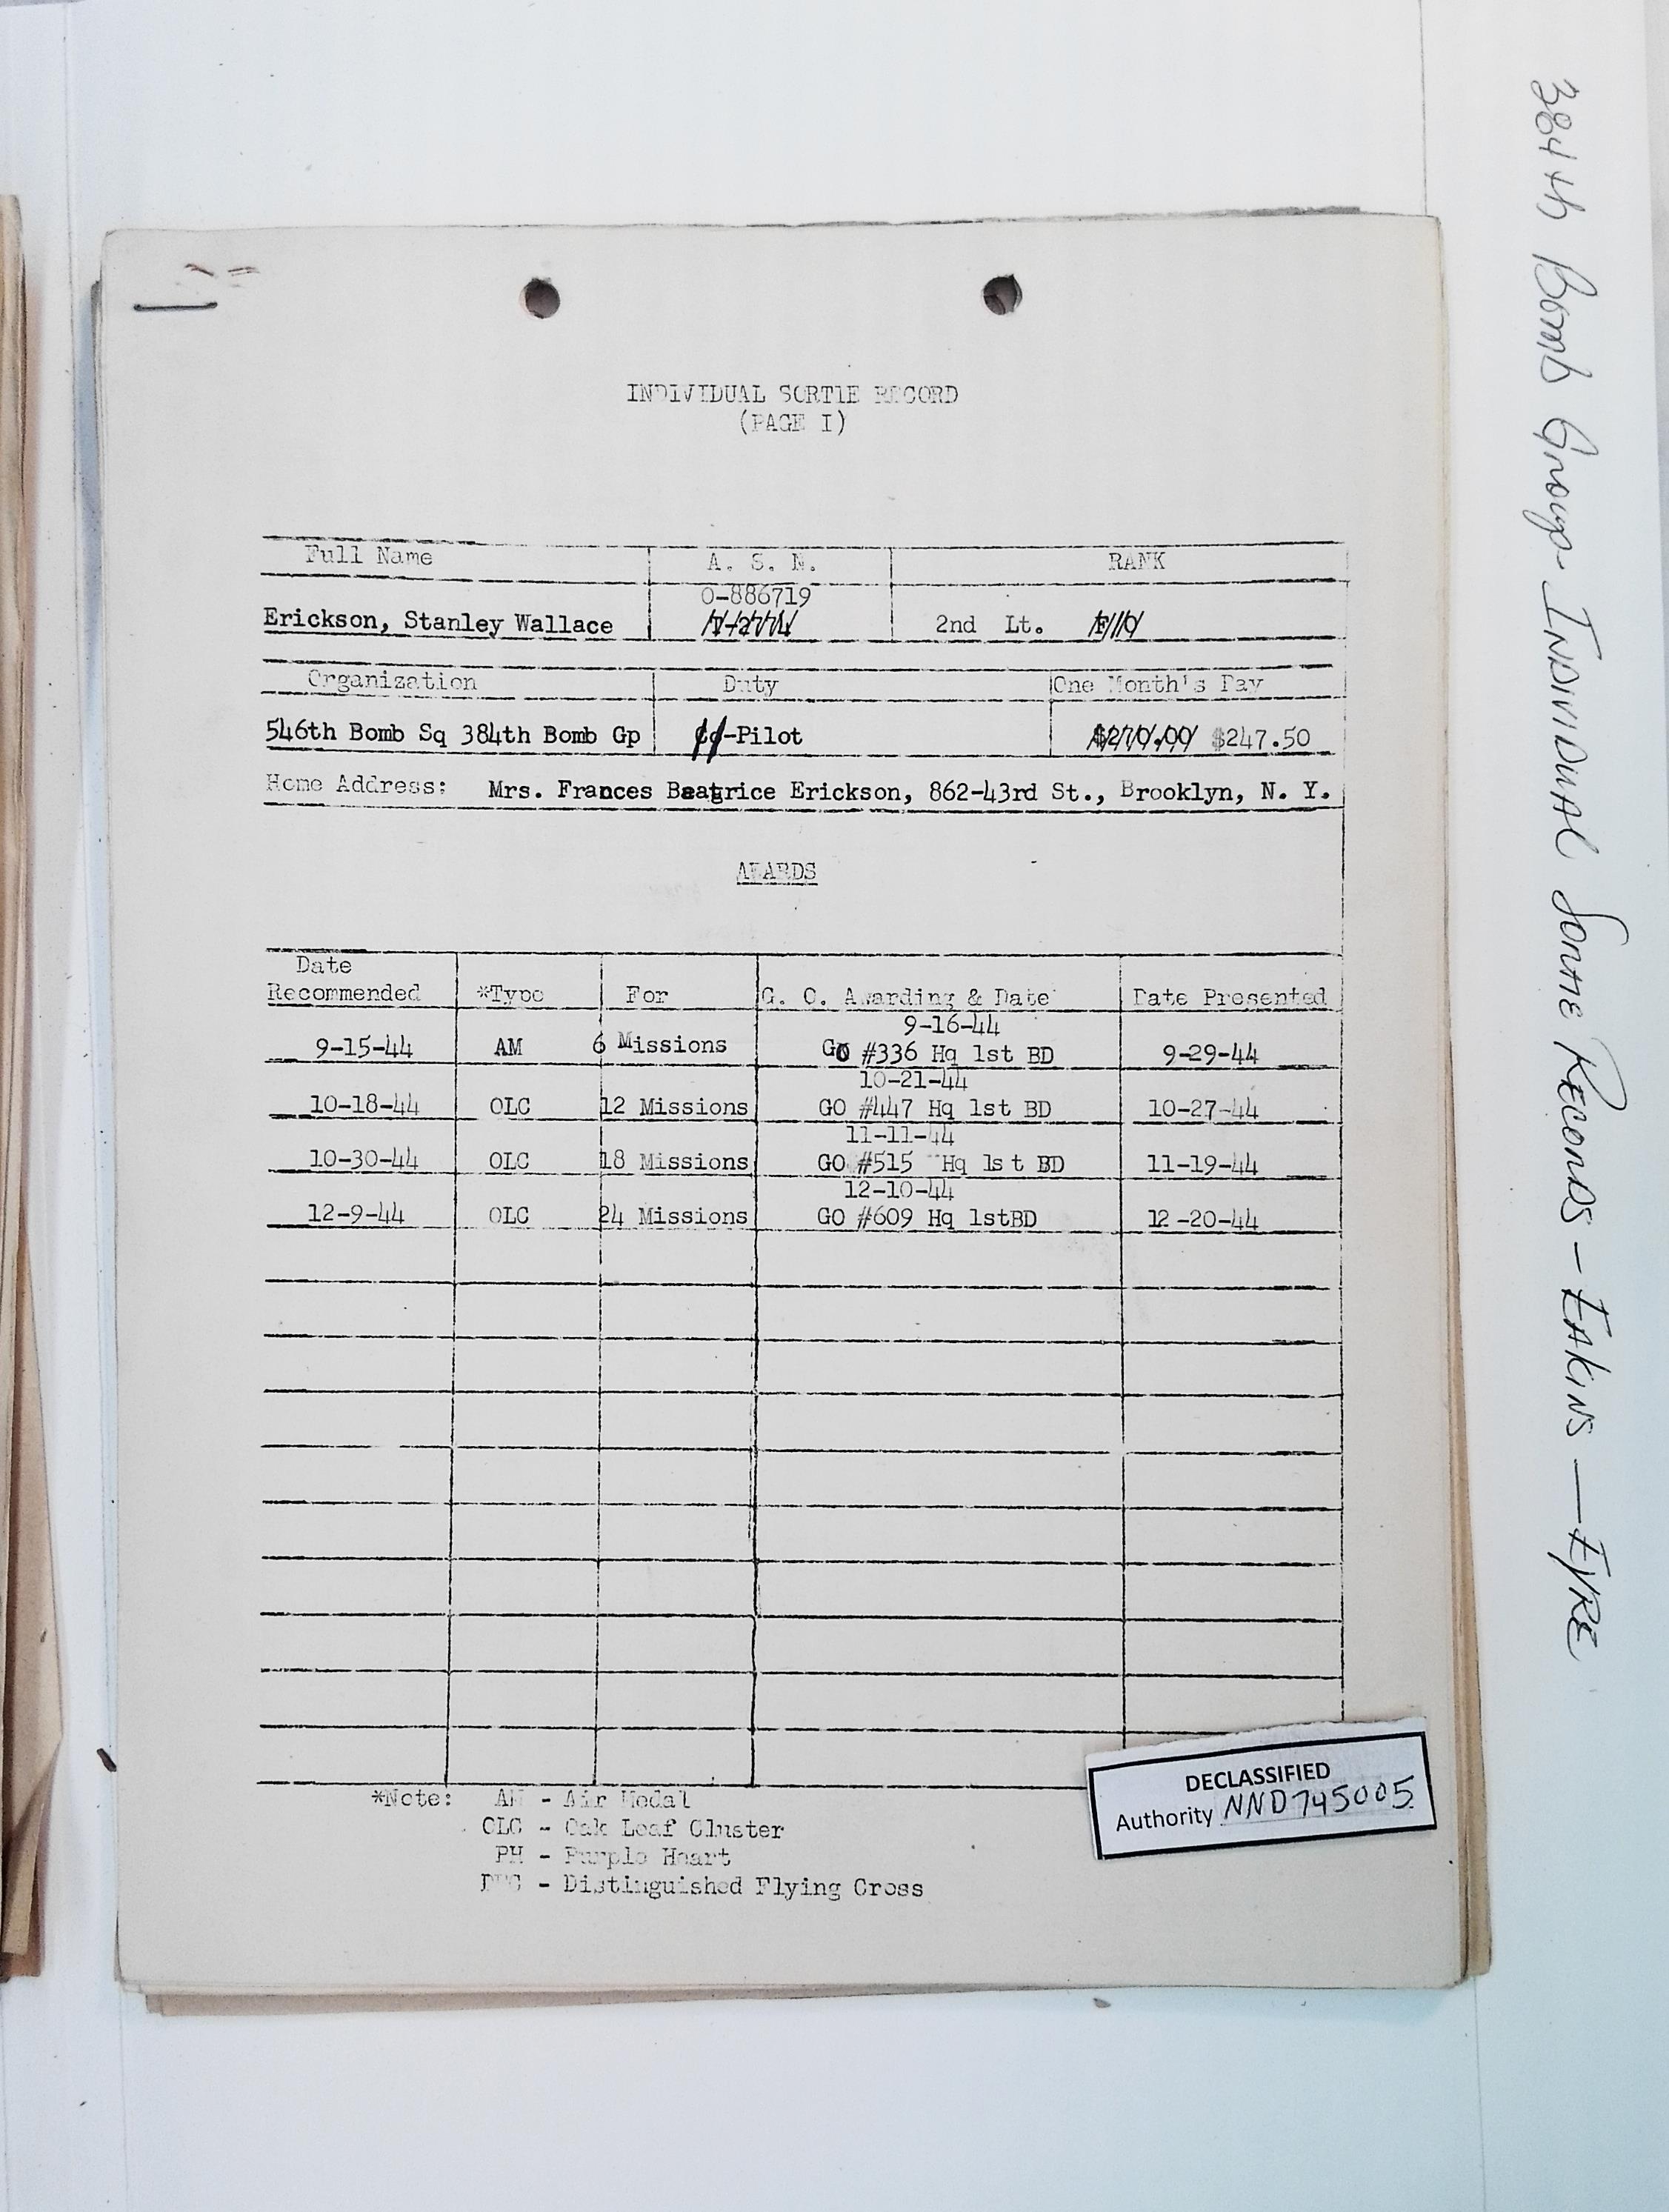 INDIVIDUAL SORTIE RECORD
(PAGE I)
Full Name A. S. N. RANK
0-886719
Erickson, Stanley Wallace 2nd Lt.
Organization Duty One Month's Pay
546th Bomb Sq 384th Bomb Gp -Pilot $270.00 $247.50
Home Address: Mrs. Frances Beatrice Erickson, 862-43rd St., Brooklyn, N. Y.
AWARDS
Date
Recommended *Type For G. O. Awarding & Date Date Presented
9-16-44
9-15-44 AM 6 Missions GO #336 Hq 1st BD 9-29-44
10-21-44
10-18-44 OLC 12 Missions GO #447 Hq 1st BD 10-27-44
11-11-44
10-30-44 OLC 18 Missions GO #515 Hq 1st BD 11-19-44
12-10-44
12-9-44 OLC 24 Missions GO #609 Hq 1stBD 12-20-44
*Note: AM - Air Medal
OLC - Oak Leaf Cluster
PH - Purple Heart
DFC - Distinguished Flying Cross
DECLASSIFIED
Authority NND745005
384th Bomb Group- INDIVIDUAL SORTIE RECORDS - EAKINS - EYRE